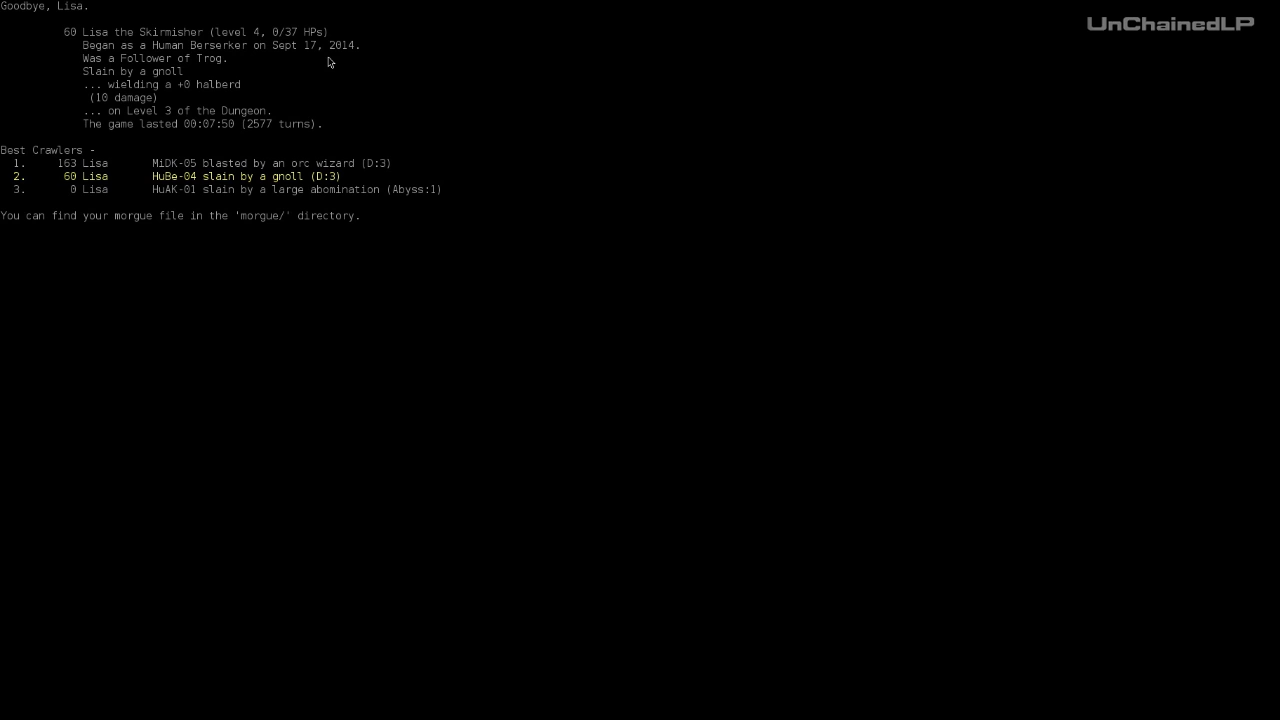 Goodbye, Lisa.
UnChainedLP
60 Lisa the Skirmisher (level 4, 0/37 HPs)
Began as a Human Berserker on Sept 17, 2014.
Was a Follower of Trog.
Slain by a gnoll
... wielding a +0 halberd
(10 damage)
... on Level 3 of the Dungeon.
The game lasted 00:07:50 (2577 turns).
Best Crawlers -
1. 163 Lisa MiDK-05 blasted by an orc wizard (D:3)
2. 60 Lisa HuBe-04 slain by a gnoll (D:3)
3. 0 Lisa HuAK-01 slain by a large abomination (Abyss:1)
You can find your morgue file in the 'morgue/' directory.